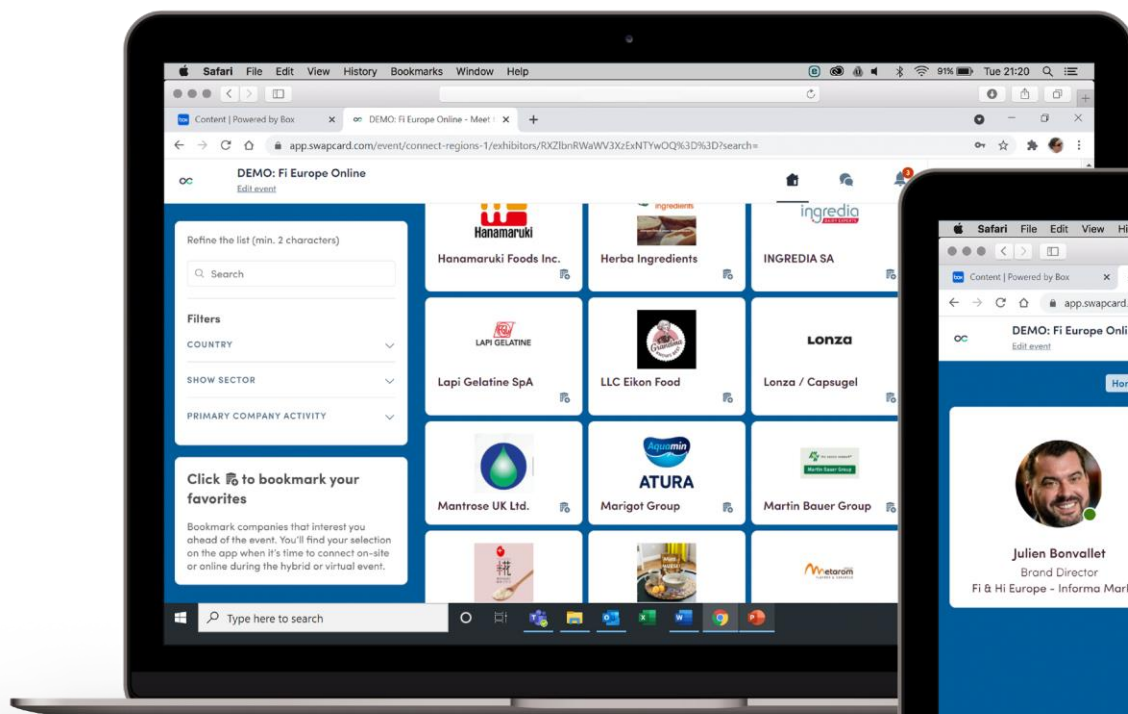 Safari File Edit View History Bookmarks Window Help
91% Tue 21:20
box Content | Powered by Box
DEMO: Fi Europe Online - Meet
app.swapcard.com/event/connect-regions-1/exhibitors/RXZlbnRWaWV3XzExNTYwOQ%3D%3D?search=
DEMO: Fi Europe Online
Edit event
3
Refine the list (min. 2 characters)
Search
Filters
COUNTRY
SHOW SECTOR
PRIMARY COMPANY ACTIVITY
Click to bookmark your
favorites
Bookmark companies that interest you
ahead of the event. You'll find your selection
on the app when it's time to connect on-site
or online during the hybrid or virtual event.
Hanamaruki
Hanamaruki Foods Inc.
ingredients
Herba Ingredients
ingredia
INGREDIA SA
LAPI GELATINE
Lapi Gelatine SpA
Grandma
LLC Eikon Food
Lonza
Lonza / Capsugel
Mantrose UK Ltd.
Aquamin
ATURA
Marigot Group
Martin Bauer Group
Martin Bauer Group
Metarom
Type here to search
Safari File Edit View Hi
box Content | Powered by Box
app.swapcard.
DEMO: Fi Europe Onli
Edit event
Hor
Julien Bonvallet
Brand Director
Fi & Hi Europe - Informa Mark